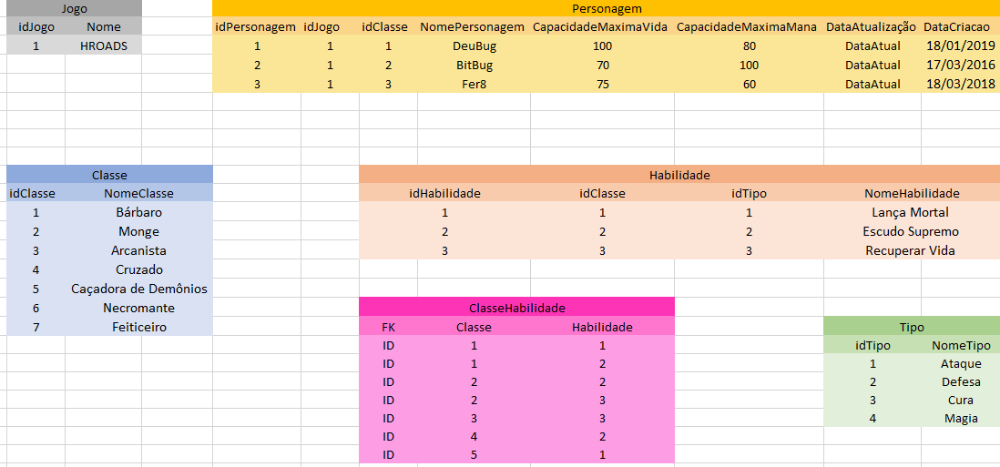 Jogo
idJogo Nome
1 HROADS
Personagem
idPersonagem idJogo idClasse NomePersonagem CapacidadeMaximaVida CapacidadeMaximaMana DataAtualização DataCriacao
1 1 1 DeuBug 100 80 DataAtual 18/01/2019
2 1 2 BitBug 70 100 DataAtual 17/03/2016
3 1 3 Fer8 75 60 DataAtual 18/03/2018
Classe
idClasse NomeClasse
1 Bárbaro
2 Monge
3 Arcanista
4 Cruzado
5 Caçadora de Demônios
6 Necromante
7 Feiticeiro
Habilidade
idHabilidade idClasse idTipo NomeHabilidade
1 1 1 Lança Mortal
2 2 2 Escudo Supremo
3 3 3 Recuperar Vida
ClasseHabilidade
FK Classe Habilidade
ID 1 1
ID 1 2
ID 2 2
ID 2 3
ID 3 3
ID 4 2
ID 5 1
Tipo
idTipo NomeTipo
1 Ataque
2 Defesa
3 Cura
4 Magia